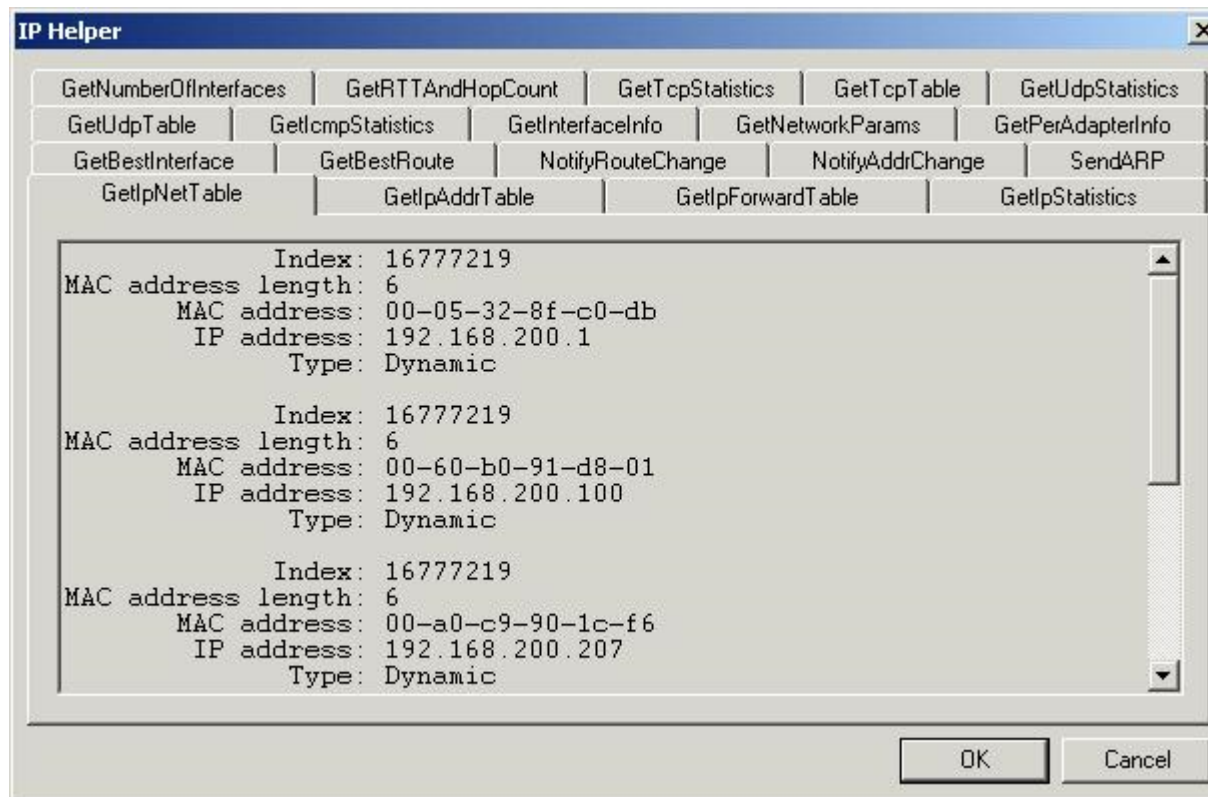 IP Helper
GetNumberOfInterfaces GetRTTAndHopCount GetTcpStatistics GetTcpTable GetUdpStatistics
GetUdpTable GetIcmpStatistics GetInterfaceInfo GetNetworkParams GetPerAdapterInfo
GetBestInterface GetBestRoute NotifyRouteChange NotifyAddrChange SendARP
GetIpNetTable GetIpAddrTable GetIpForwardTable GetIpStatistics
Index: 16777219
MAC address length: 6
MAC address: 00-05-32-8f-c0-db
IP address: 192.168.200.1
Type: Dynamic
Index: 16777219
MAC address length: 6
MAC address: 00-60-b0-91-d8-01
IP address: 192.168.200.100
Type: Dynamic
Index: 16777219
MAC address length: 6
MAC address: 00-a0-c9-90-1c-f6
IP address: 192.168.200.207
Type: Dynamic
OK Cancel